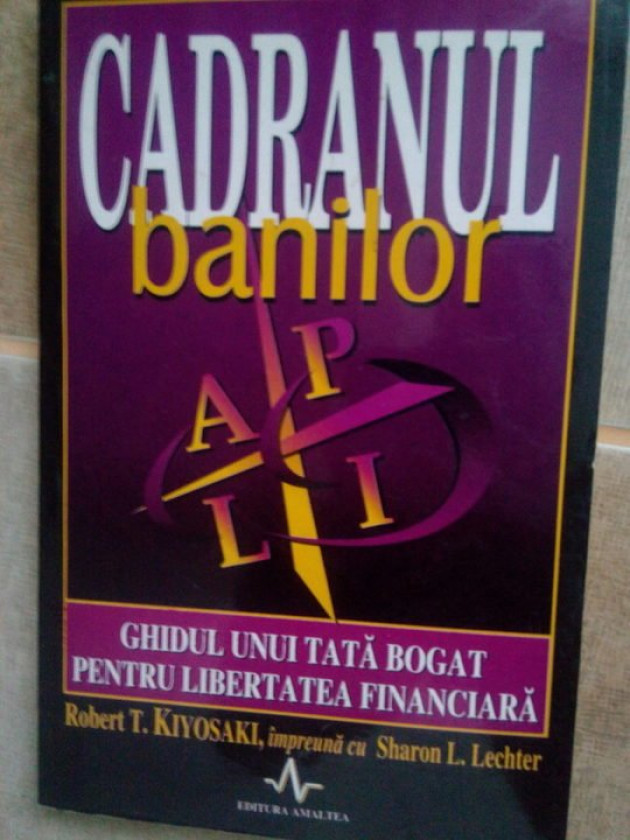 CADRANUL
banilor
A P
L I
GHIDUL UNUI TATĂ BOGAT
PENTRU LIBERTATEA FINANCIARĂ
Robert T. KIYOSAKI, împreună cu Sharon L. Lechter
EDITURA AMALTEA